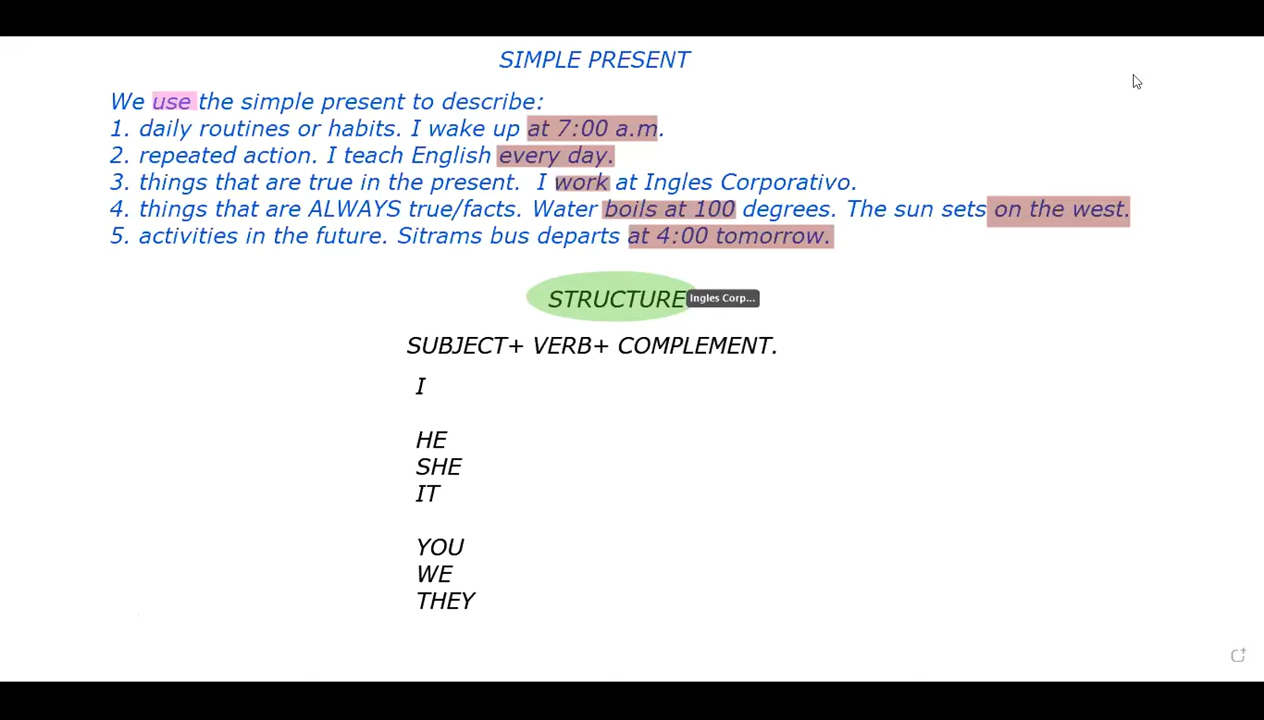 SIMPLE PRESENT
We use the simple present to describe:
1. daily routines or habits. I wake up at 7:00 a.m.
2. repeated action. I teach English every day.
3. things that are true in the present.  I work at Ingles Corporativo.
4. things that are ALWAYS true/facts. Water boils at 100 degrees. The sun sets on the west.
5. activities in the future. Sitrams bus departs at 4:00 tomorrow.
STRUCTURE
Ingles Corp...
SUBJECT+ VERB+ COMPLEMENT.
I
HE
SHE
IT
YOU
WE
THEY